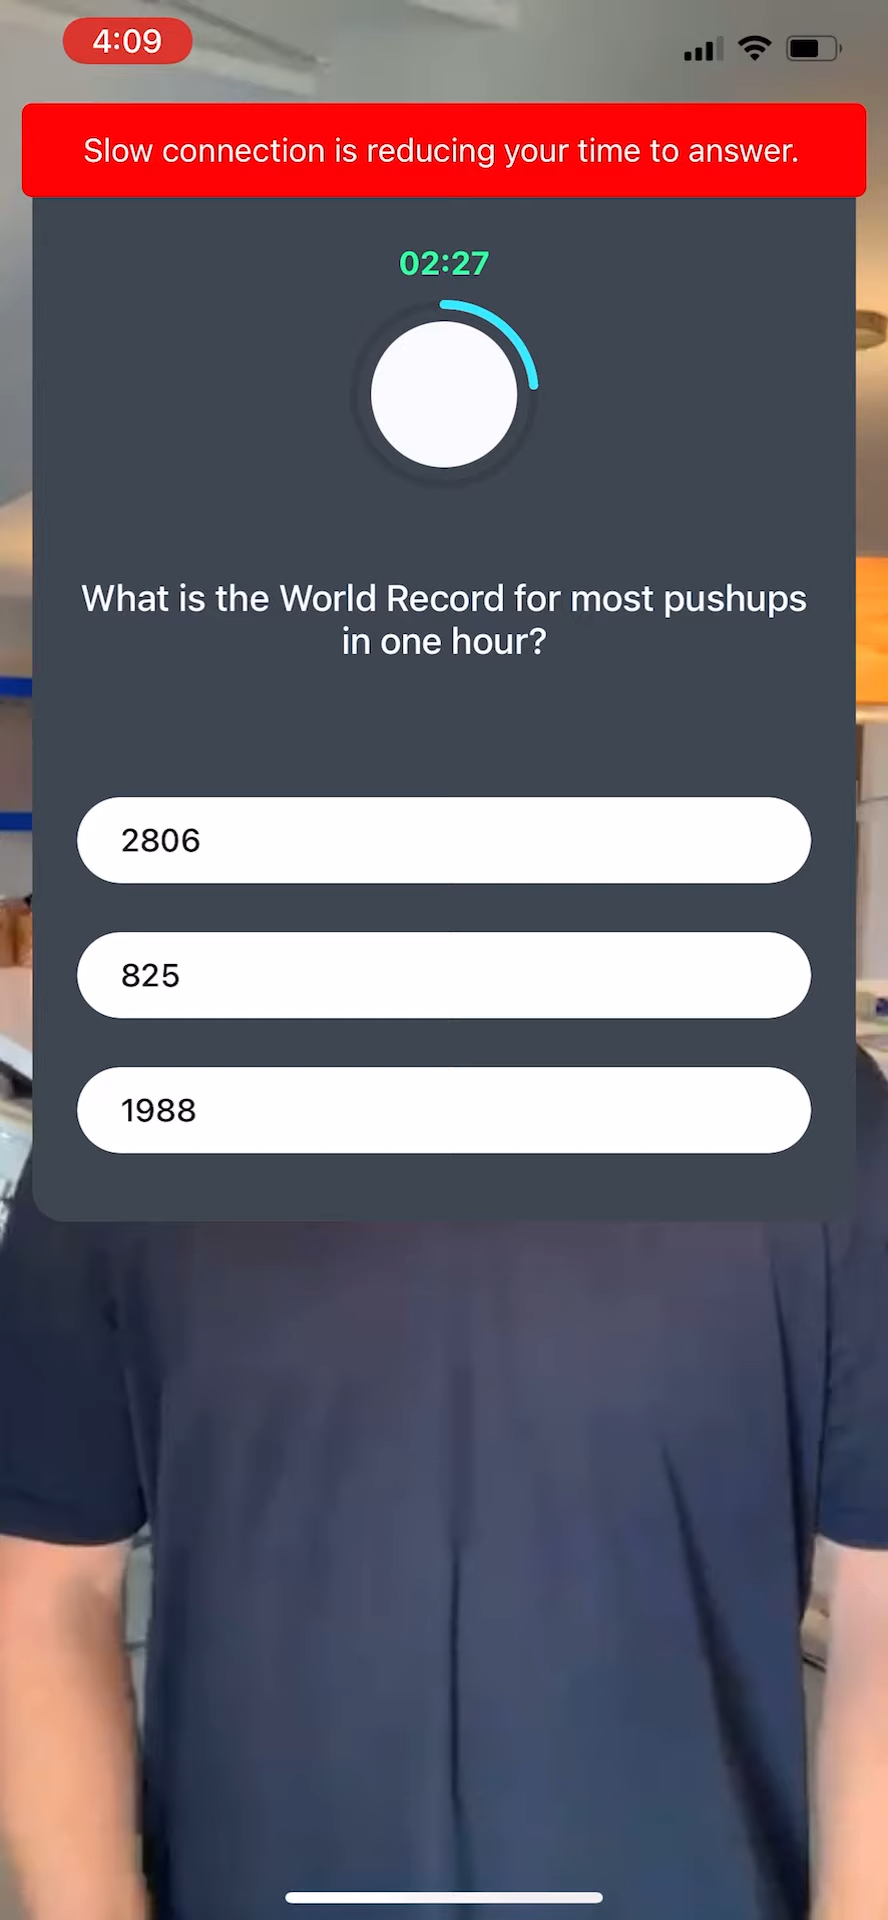 4:09
Slow connection is reducing your time to answer.
02:27
What is the World Record for most pushups
in one hour?
2806
825
1988